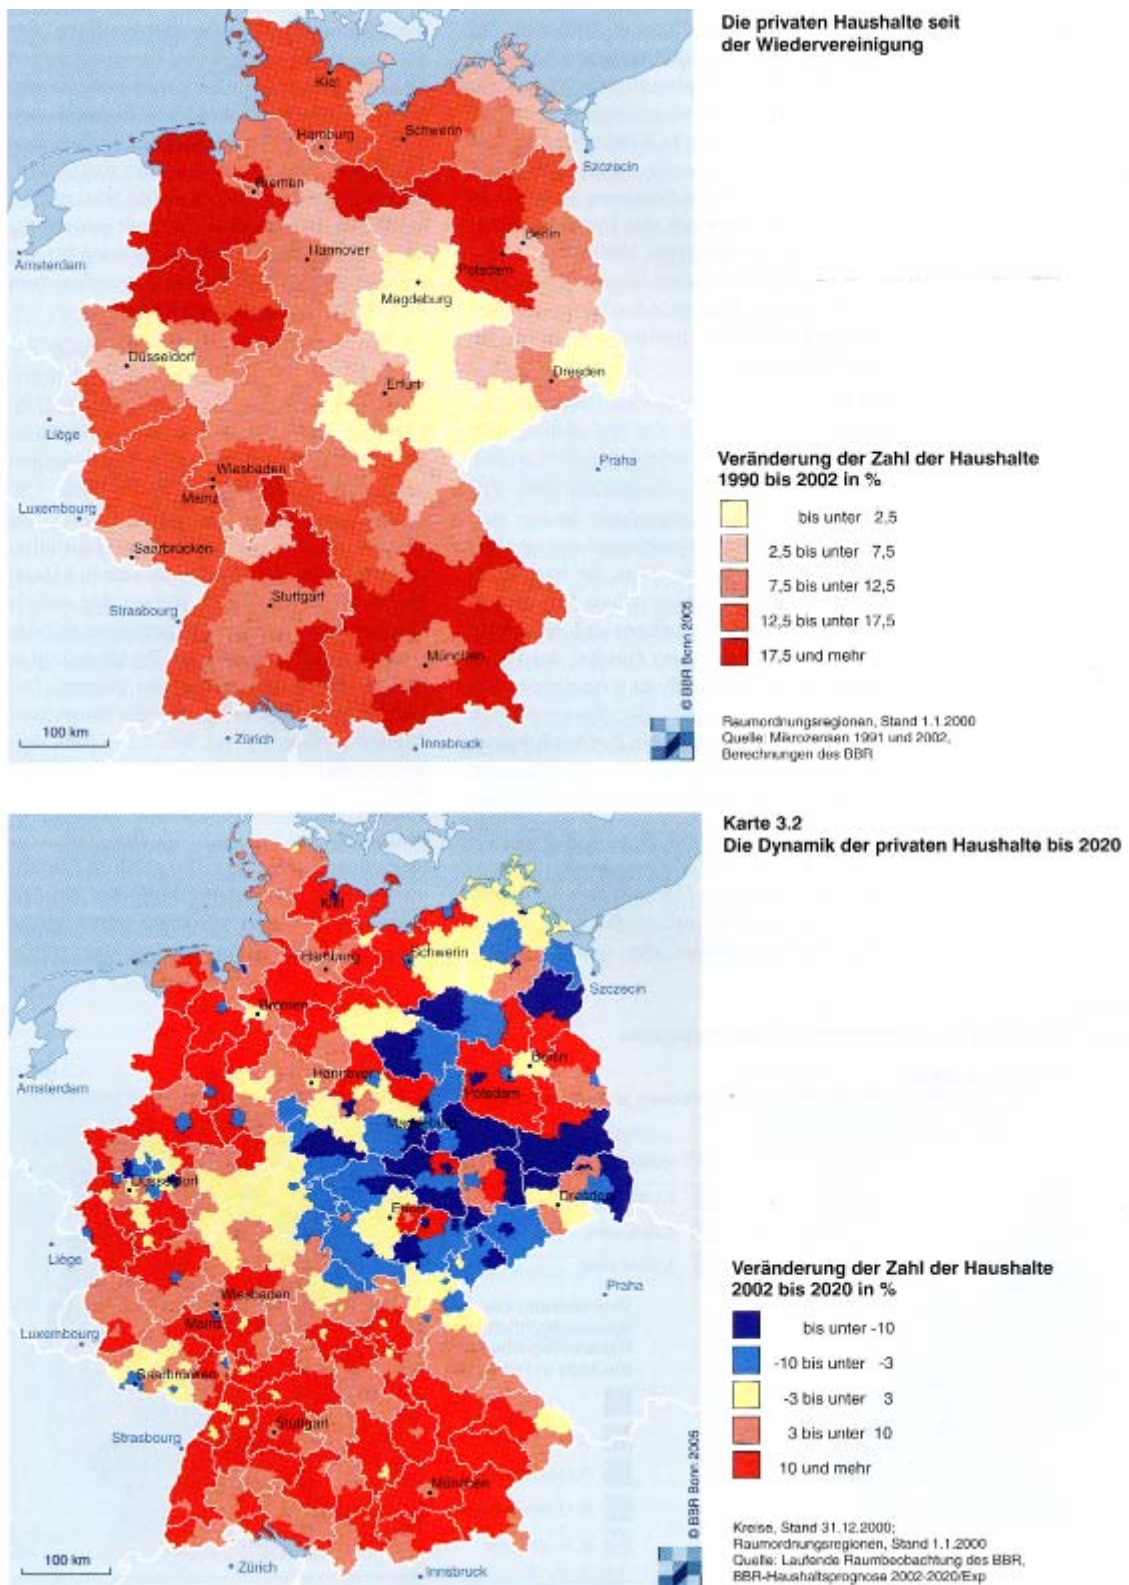 Die privaten Haushalte seit
der Wiedervereinigung
Kiel
Hamburg
Schwerin
Szczecin
Bremen
Berlin
Hannover
Amsterdam
Potsdam
Magdeburg
Düsseldorf
Dresden
Erfurt
Liège
Wiesbaden
Praha
Mainz
Luxembourg
Saarbrücken
Strasbourg
Stuttgart
München
100 km
Zürich
Innsbruck
© BBR Bonn 2005
Veränderung der Zahl der Haushalte
1990 bis 2002 in %
bis unter 2,5
2,5 bis unter 7,5
7,5 bis unter 12,5
12,5 bis unter 17,5
17,5 und mehr
Raumordnungsregionen, Stand 1.1.2000
Quelle: Mikrozensen 1991 und 2002,
Berechnungen des BBR
Karte 3.2
Die Dynamik der privaten Haushalte bis 2020
Kiel
Schwerin
Hamburg
Szczecin
Bremen
Berlin
Hannover
Amsterdam
Potsdam
Düsseldorf
Dresden
Erfurt
Liège
Praha
Wiesbaden
Mainz
Luxembourg
Saarbrücken
Stuttgart
Strasbourg
München
100 km
Zürich
Innsbruck
© BBR Bonn 2005
Veränderung der Zahl der Haushalte
2002 bis 2020 in %
bis unter -10
-10 bis unter -3
-3 bis unter 3
3 bis unter 10
10 und mehr
Kreise, Stand 31.12.2000;
Raumordnungsregionen, Stand 1.1.2000
Quelle: Laufende Raumbeobachtung des BBR,
BBR-Haushaltsprognose 2002-2020/Exp